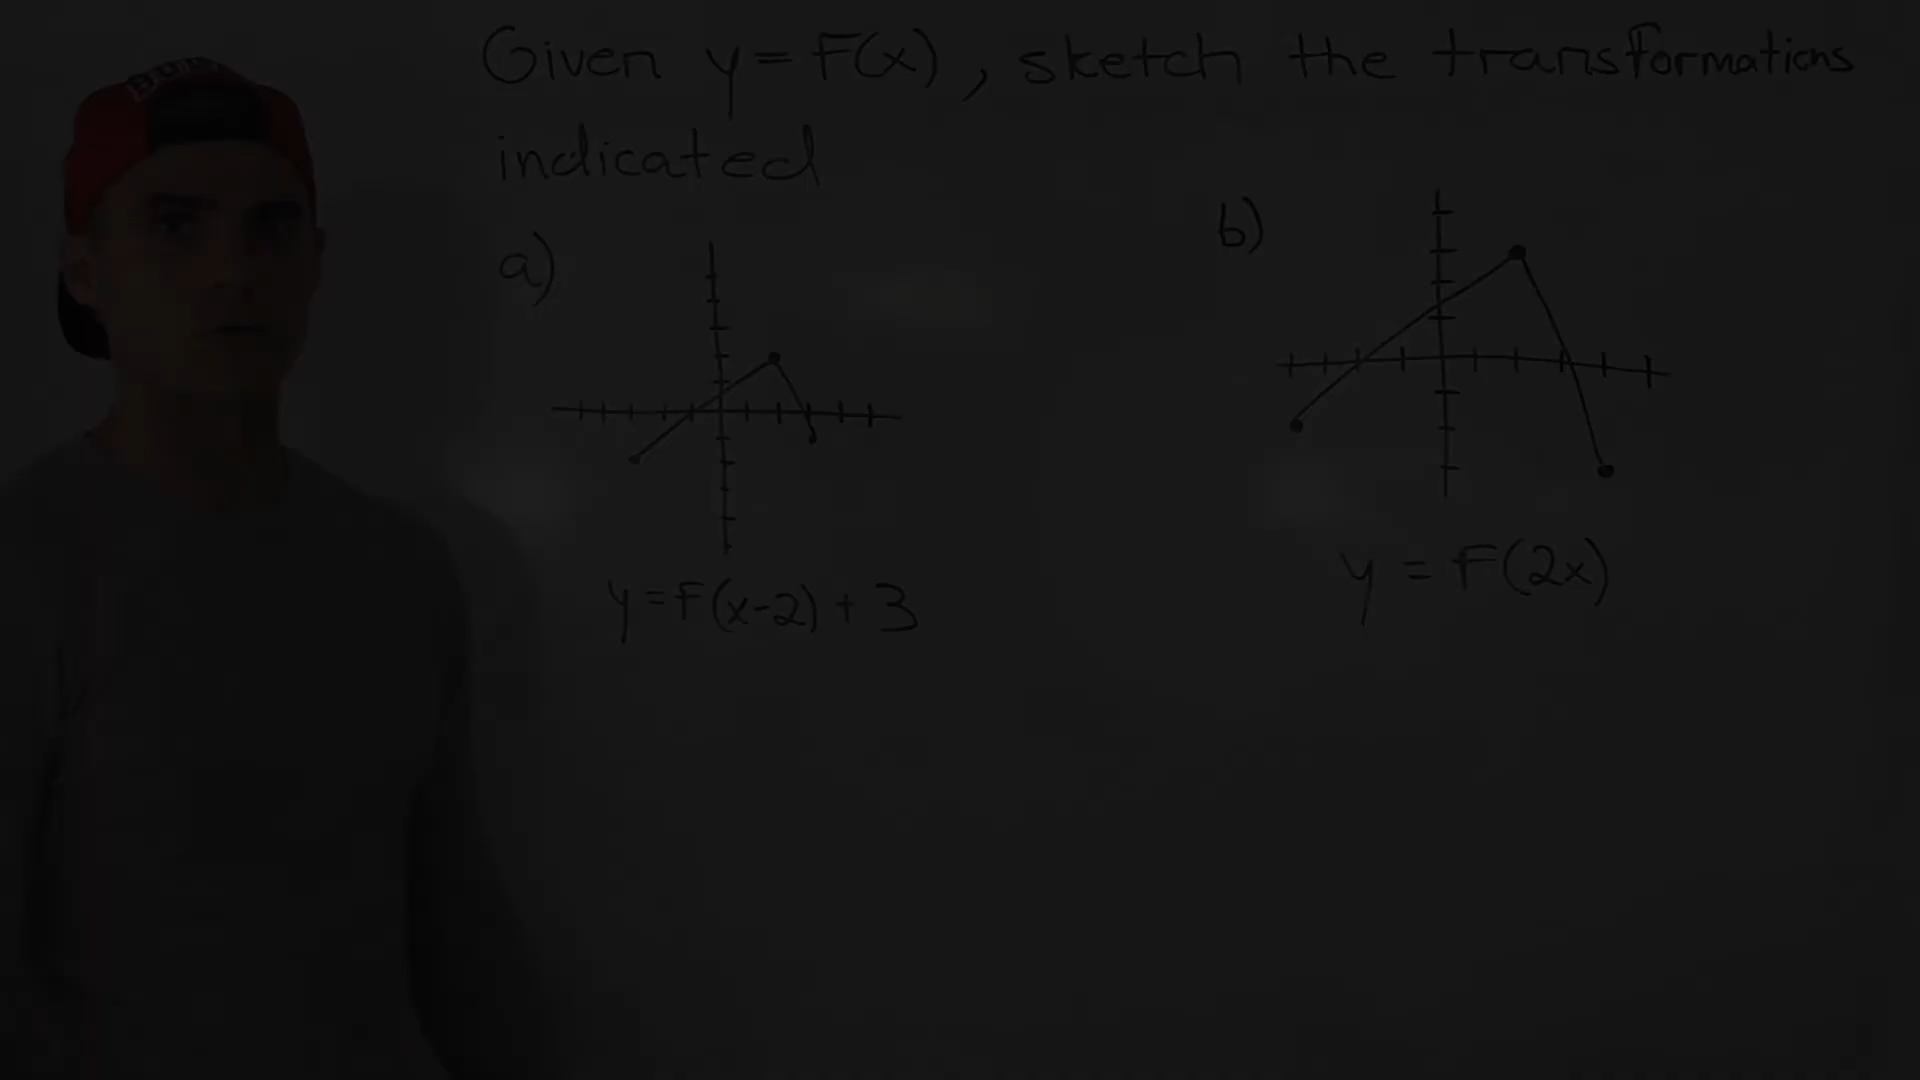 Given y = F(x), sketch the transformations
indicated
a)
b)
y = F(x-2) + 3
y = F(2x)